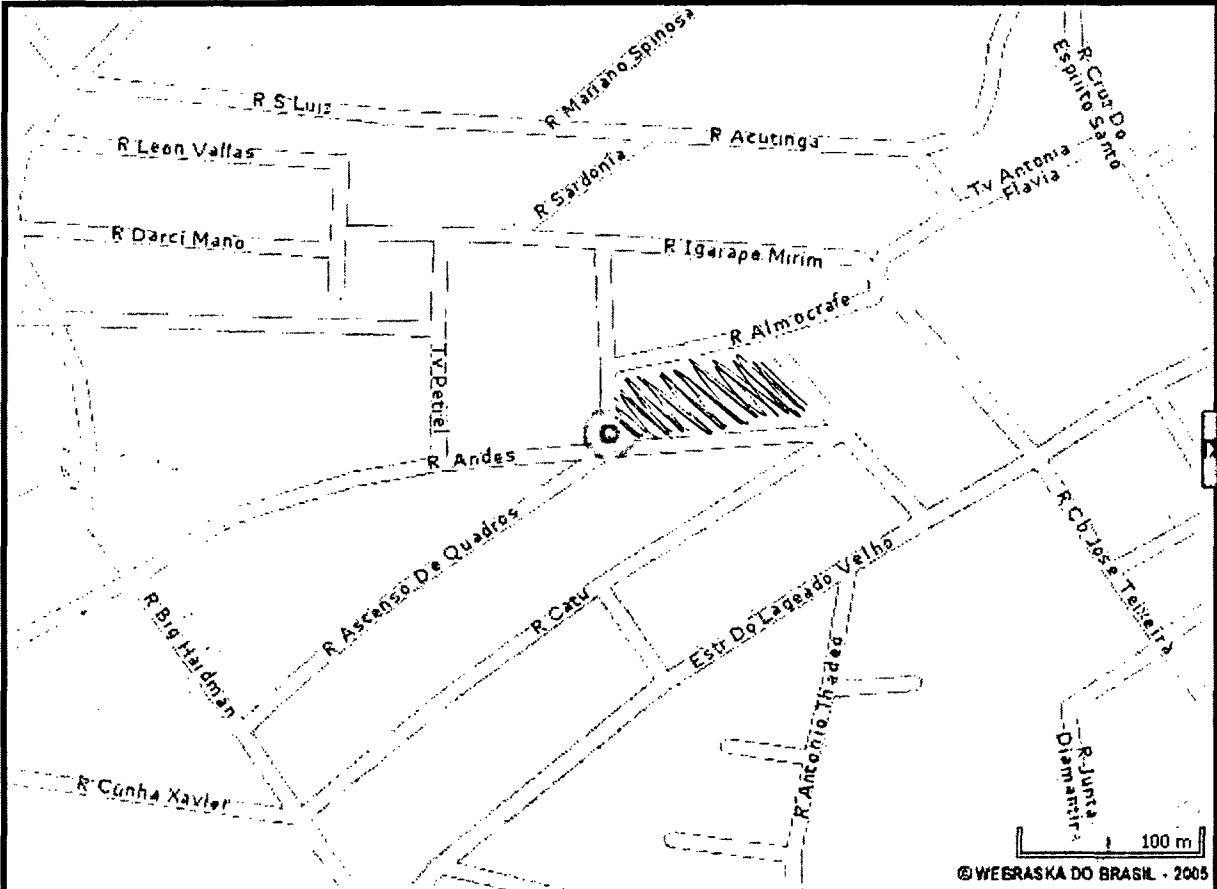 R Mariano Spinosa
R S Luiz
R Cruz Do
Espirito Santo
R Acutinga
R Leon Vallas
Tv Antonia
Flavia
R Sardonia
R Darci Mano
R Igarape Mirim
R Almocrafe
Tv Petriel
C
R Andes
R Ascenso De Quadros
R Cb Jose Teixeira
Estr Do Lageado Velho
R Catu
R Brg Hardman
R Antonio Thadeo
R Junta
Diamantir
R Cunha Xavier
100 m
© WEBRASKA DO BRASIL - 2005